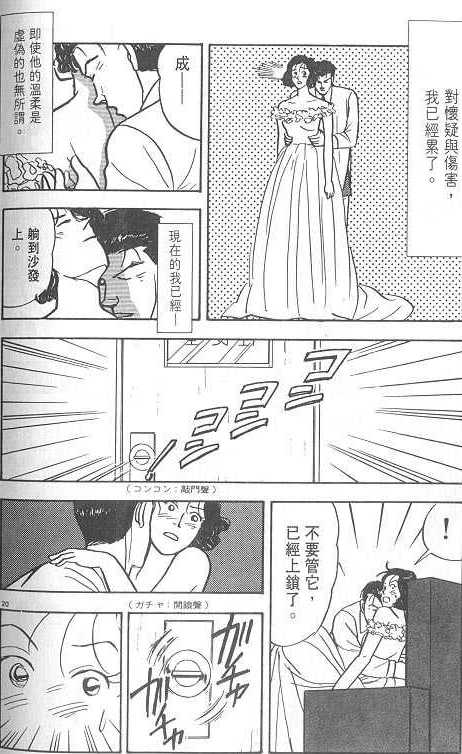 對懷疑與傷害，
我已經累了。
成——
即使他的溫柔是
虛偽的也無所謂。
現在的我已經—
躺到沙發
上。
コンコン
(コンコン：敲門聲)
！
不要管它，
已經上鎖了。
(ガチャ：開鎖聲)
ガチャ
ガチャ
20